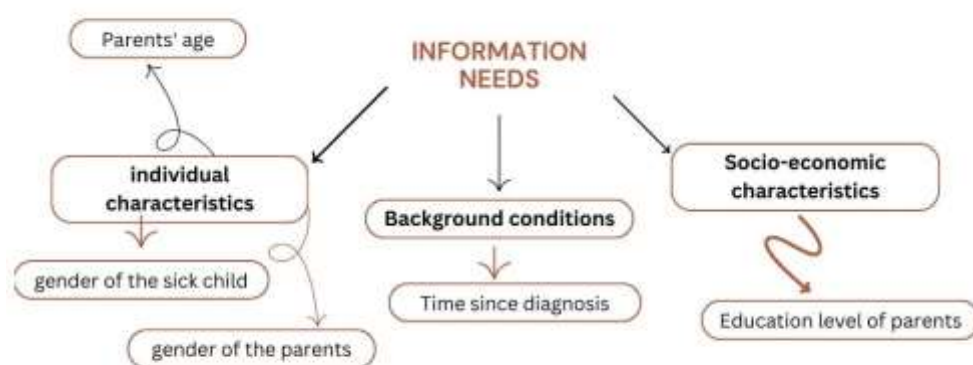 Parents' age
INFORMATION
NEEDS
individual
characteristics
Background conditions
Socio-economic
characteristics
gender of the sick child
Time since diagnosis
Education level of parents
gender of the parents